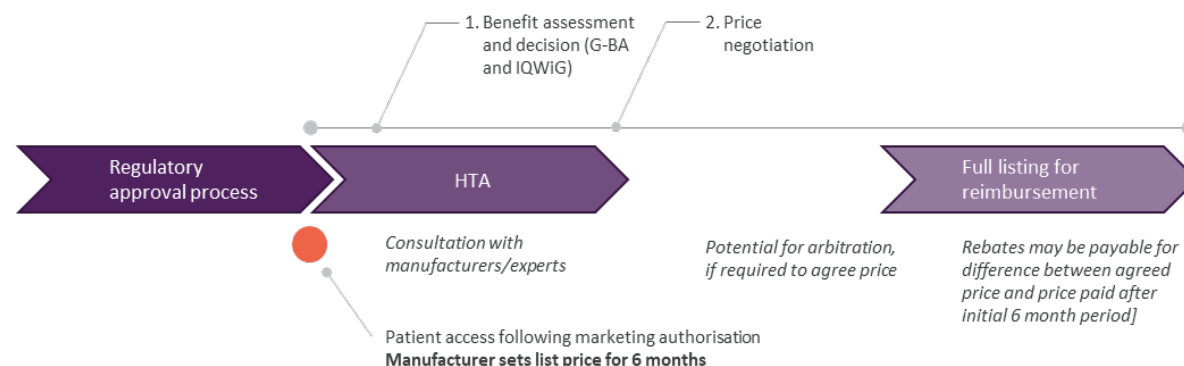 1. Benefit assessment
and decision (G-BA
and IQWiG)
2. Price
negotiation
Regulatory
approval process
HTA
Full listing for
reimbursement
Consultation with
manufacturers/experts
Potential for arbitration,
if required to agree price
Rebates may be payable for
difference between agreed
price and price paid after
initial 6 month period]
Patient access following marketing authorisation
Manufacturer sets list price for 6 months